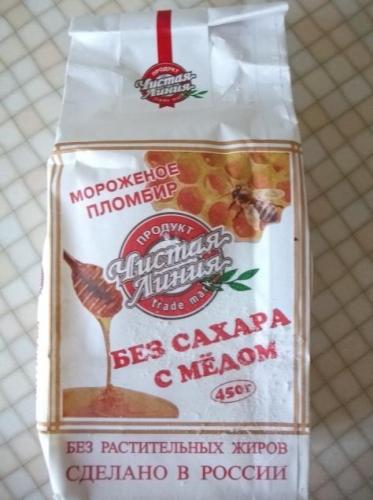 ПРОДУКТ
Чистая
Линия
МОРОЖЕНОЕ
ПЛОМБИР
ПРОДУКТ
Чистая
Линия
trade mark
БЕЗ САХАРА
С МЁДОМ
450г
БЕЗ РАСТИТЕЛЬНЫХ ЖИРОВ
СДЕЛАНО В РОССИИ